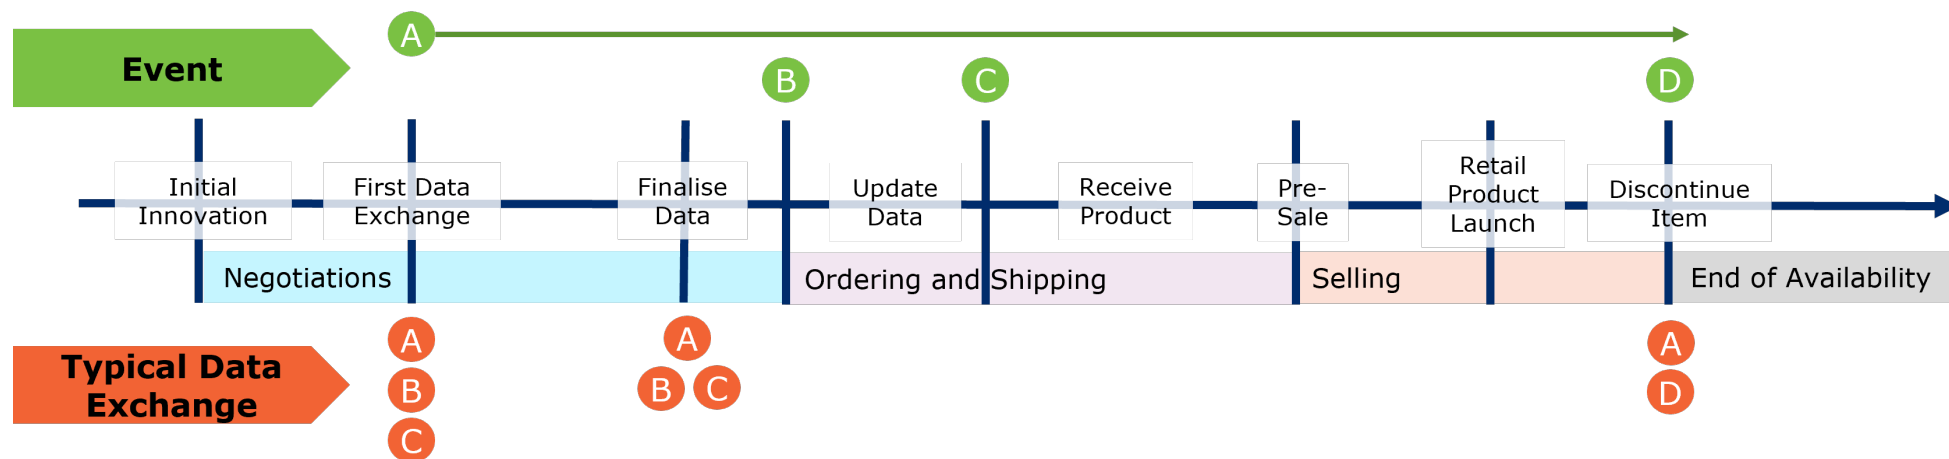 A
Event
B
C
D
Initial
Innovation
First Data
Exchange
Finalise
Data
Update
Data
Receive
Product
Pre-
Sale
Retail
Product
Launch
Discontinue
Item
Negotiations
Ordering and Shipping
Selling
End of Availability
Typical Data
Exchange
A
B
C
A
B
C
A
D